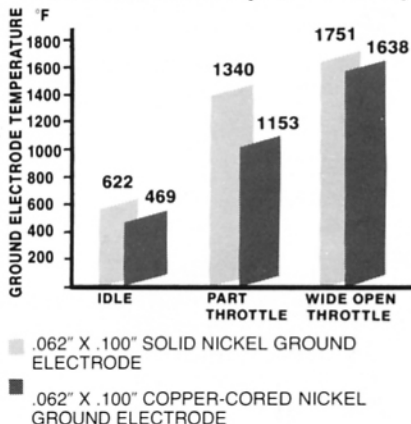 °F
GROUND ELECTRODE TEMPERATURE
1800
1600
1400
1200
1000
800
600
400
200
622
469
1340
1153
1751
1638
IDLE
PART
THROTTLE
WIDE OPEN
THROTTLE
.062" X .100" SOLID NICKEL GROUND
ELECTRODE
.062" X .100" COPPER-CORED NICKEL
GROUND ELECTRODE